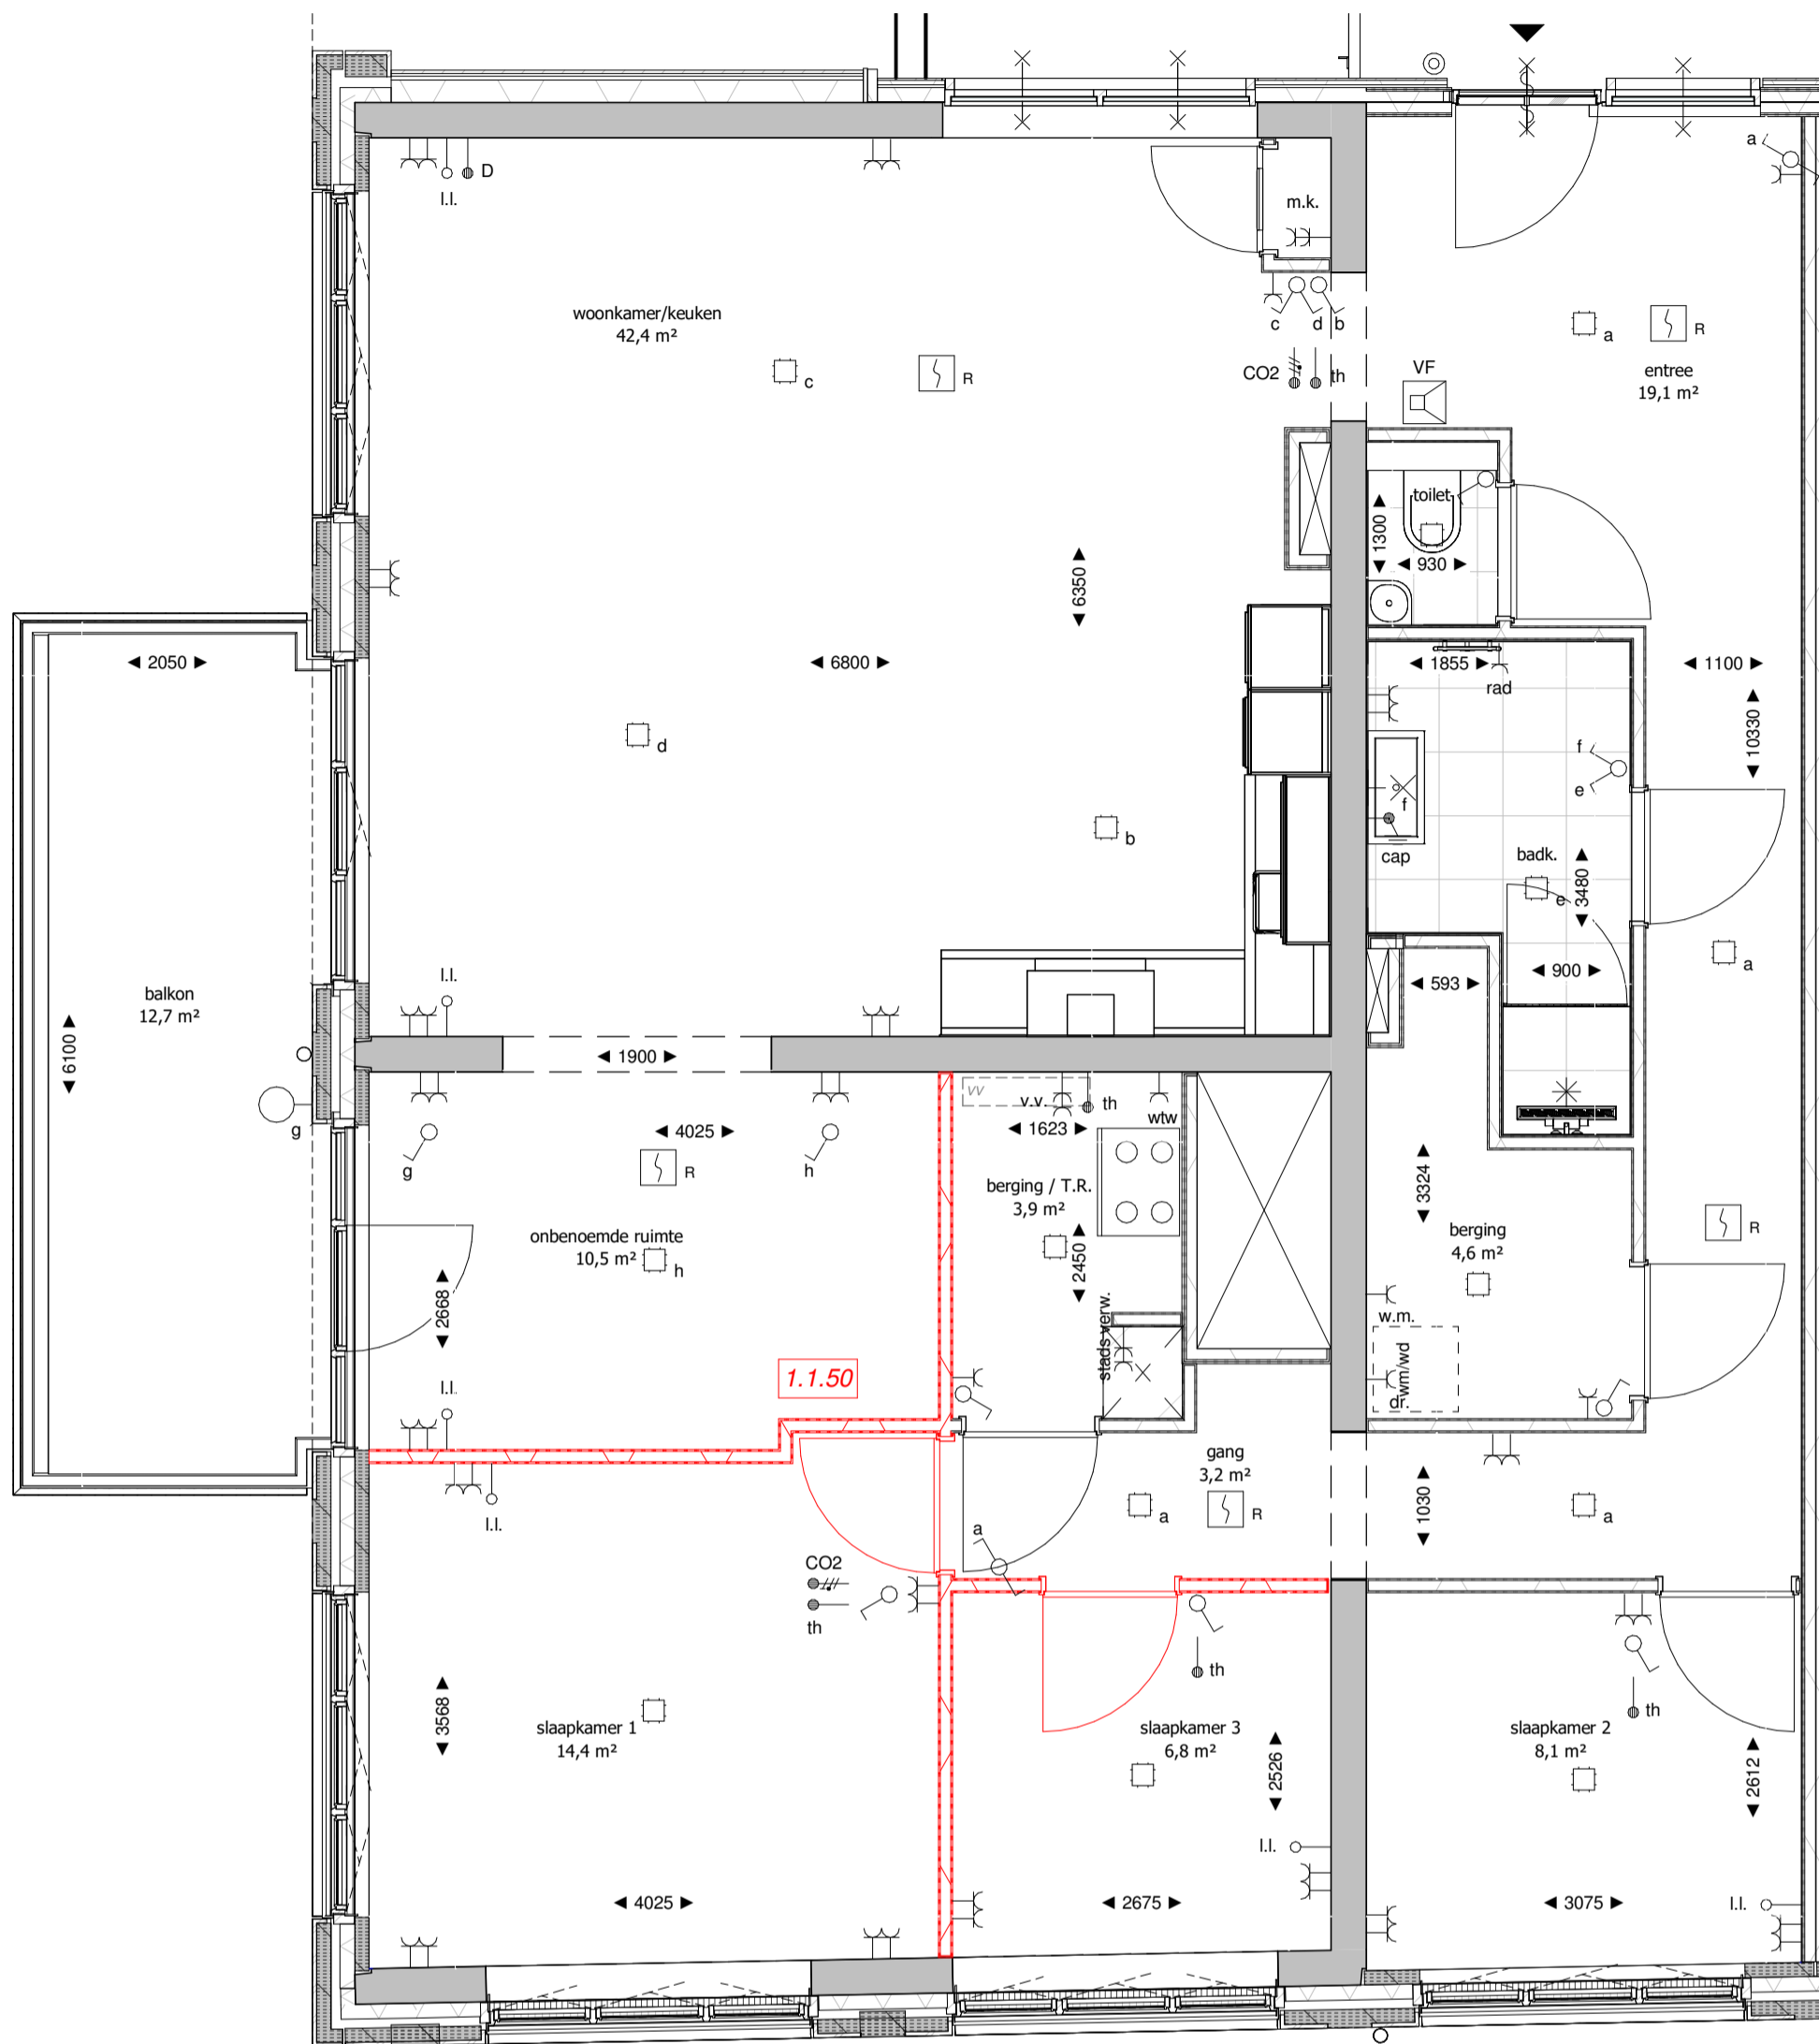 a
D
l.l.
m.k.
woonkamer/keuken
42,4 m²
c
d
b
a
R
c
R
CO2
th
VF
entree
19,1 m²
toilet
1300
930
6350
2050
6800
1855
1100
rad
10330
d
f
e
f
b
cap
badk.
e
3480
l.l.
a
balkon
12,7 m²
593
900
6100
1900
g
vv
v.v.
th
wtw
4025
1623
g
h
R
berging / T.R.
3,9 m²
3324
R
onbenoemde ruimte
10,5 m²
h
2450
berging
4,6 m²
2668
stads verw.
w.m.
wm/wd
dr.
1.1.50
l.l.
gang
3,2 m²
l.l.
a
R
1030
a
a
CO2
th
th
th
3568
slaapkamer 1
14,4 m²
slaapkamer 3
6,8 m²
slaapkamer 2
8,1 m²
2526
2612
l.l.
4025
2675
3075
l.l.